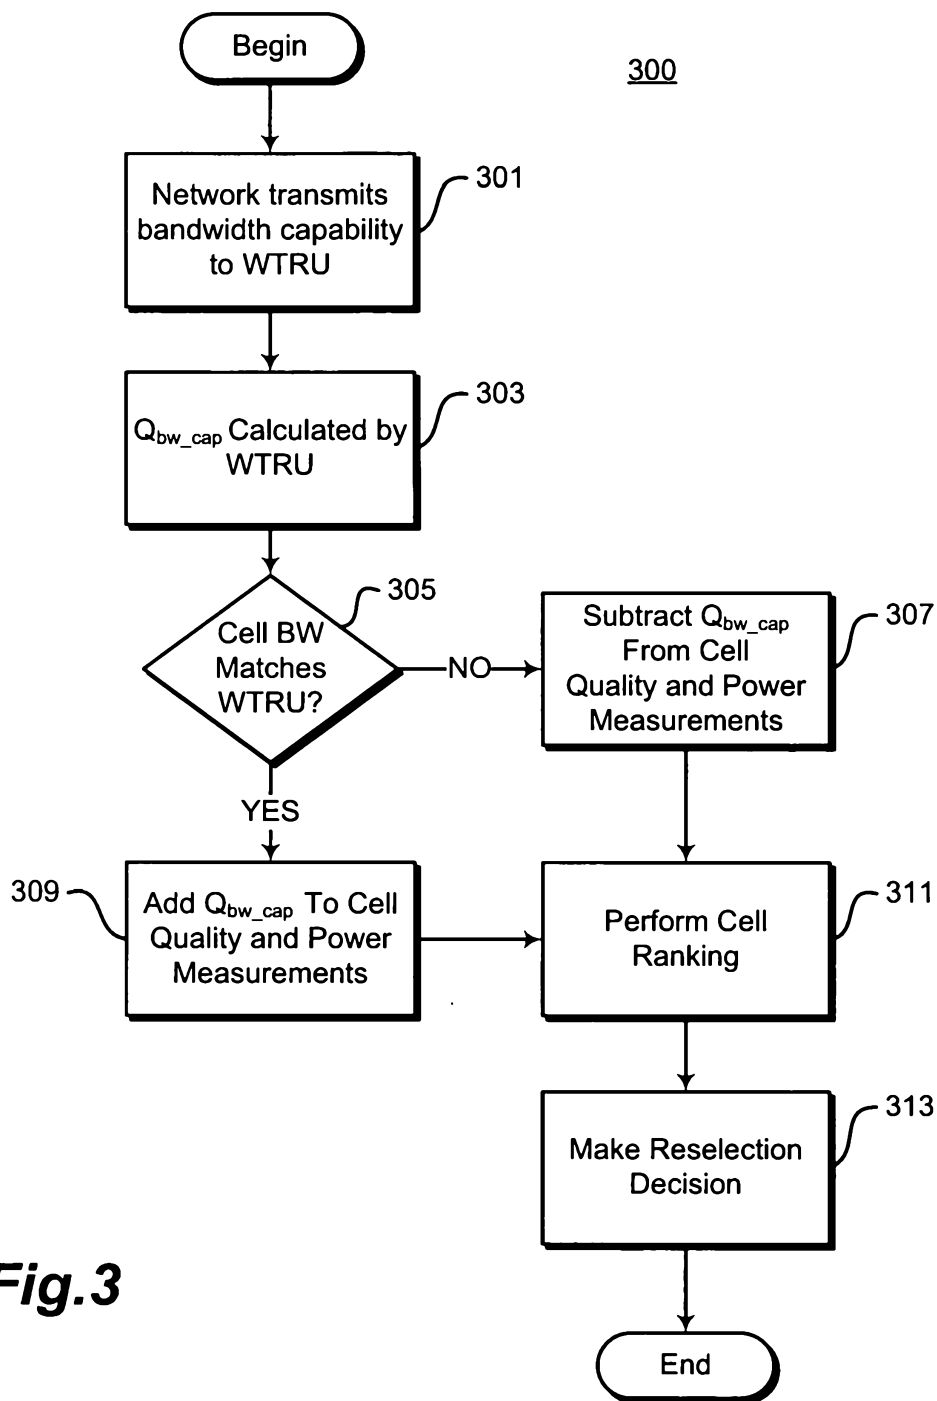 Begin
300
Network transmits
bandwidth capability
to WTRU
301
Qbw_cap Calculated by
WTRU
303
Cell BW
Matches
WTRU?
305
NO
Subtract Qbw_cap
From Cell
Quality and Power
Measurements
307
YES
309
Add Qbw_cap To Cell
Quality and Power
Measurements
Perform Cell
Ranking
311
Make Reselection
Decision
313
Fig.3
End